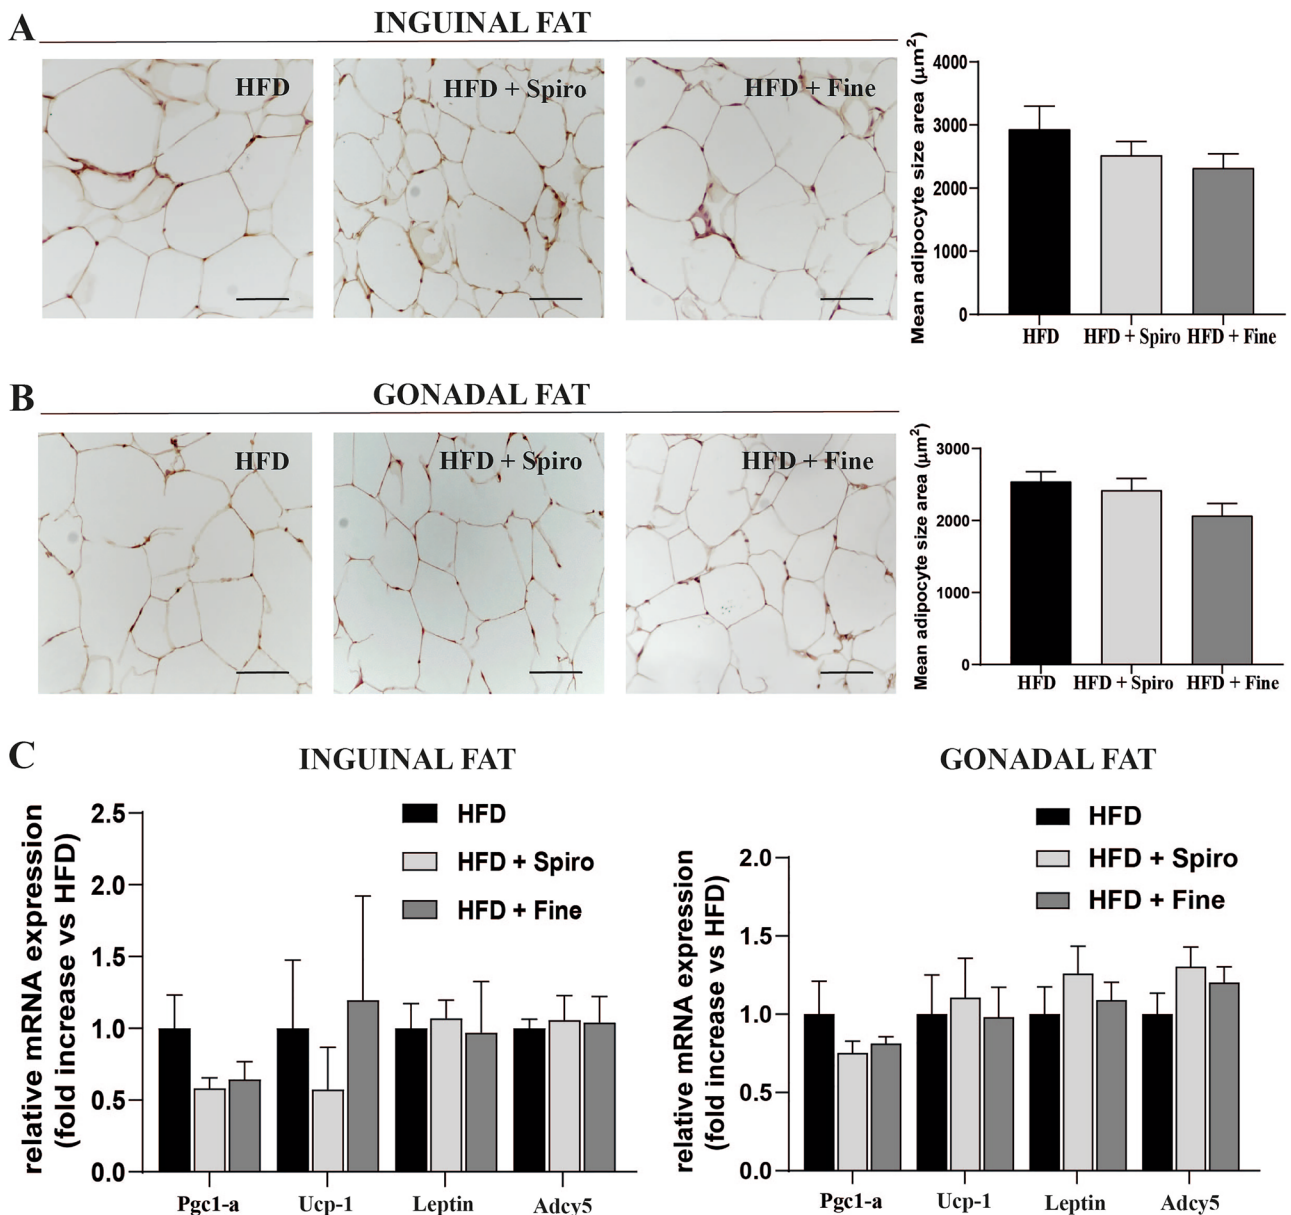 A
INGUINAL FAT
HFD
HFD + Spiro
HFD + Fine
Mean adipocyte size area (μm²)
4000
3000
2000
1000
0
HFD
HFD + Spiro
HFD + Fine
B
GONADAL FAT
HFD
HFD + Spiro
HFD + Fine
Mean adipocyte size area (μm²)
3000
2000
1000
0
HFD
HFD + Spiro
HFD + Fine
C
INGUINAL FAT
relative mRNA expression
(fold increase vs HFD)
2.5
2.0
1.5
1.0
0.5
0.0
HFD
HFD + Spiro
HFD + Fine
Pgc1-a
Ucp-1
Leptin
Adcy5
GONADAL FAT
relative mRNA expression
(fold increase vs HFD)
2.0
1.5
1.0
0.5
0.0
HFD
HFD + Spiro
HFD + Fine
Pgc1-a
Ucp-1
Leptin
Adcy5